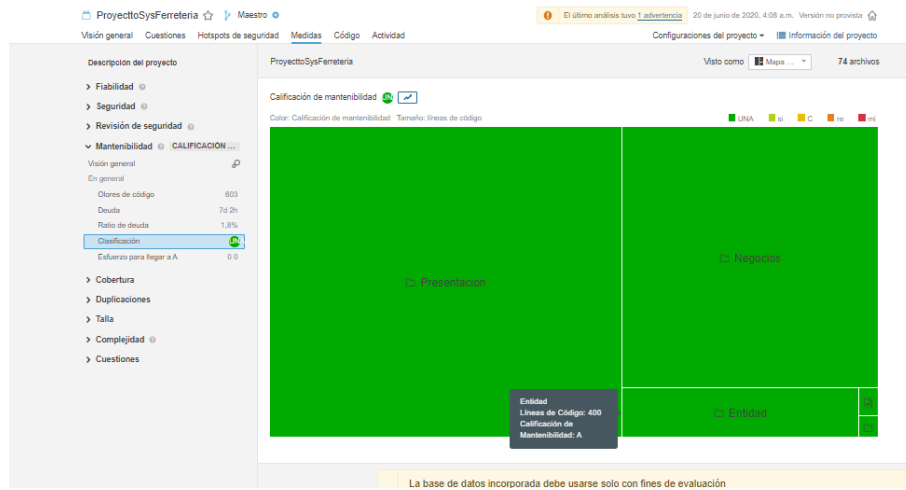 ProyecttoSysFerreteria Maestro
El último análisis tuvo 1 advertencia 20 de junio de 2020, 4:08 a.m. Versión no provista
Visión general Cuestiones Hotspots de seguridad Medidas Código Actividad Configuraciones del proyecto Información del proyecto
Descripción del proyecto
ProyecttoSysFerreteria
Visto como Mapa ... 74 archivos
Fiabilidad
Seguridad
Revisión de seguridad
Mantenibilidad CALIFICACIÓN ...
Visión general
En general
Olores de código 603
Deuda 7d 2h
Ratio de deuda 1,8%
Clasificación UN
Esfuerzo para llegar a A 0 0
Cobertura
Duplicaciones
Talla
Complejidad
Cuestiones
Calificación de mantenibilidad UN
Color: Calificación de mantenibilidad Tamaño: líneas de código
UNA si C re mi
Presentacion
Negocios
Entidad
Entidad
Líneas de Código: 400
Calificación de
Mantenibilidad: A
La base de datos incorporada debe usarse solo con fines de evaluación